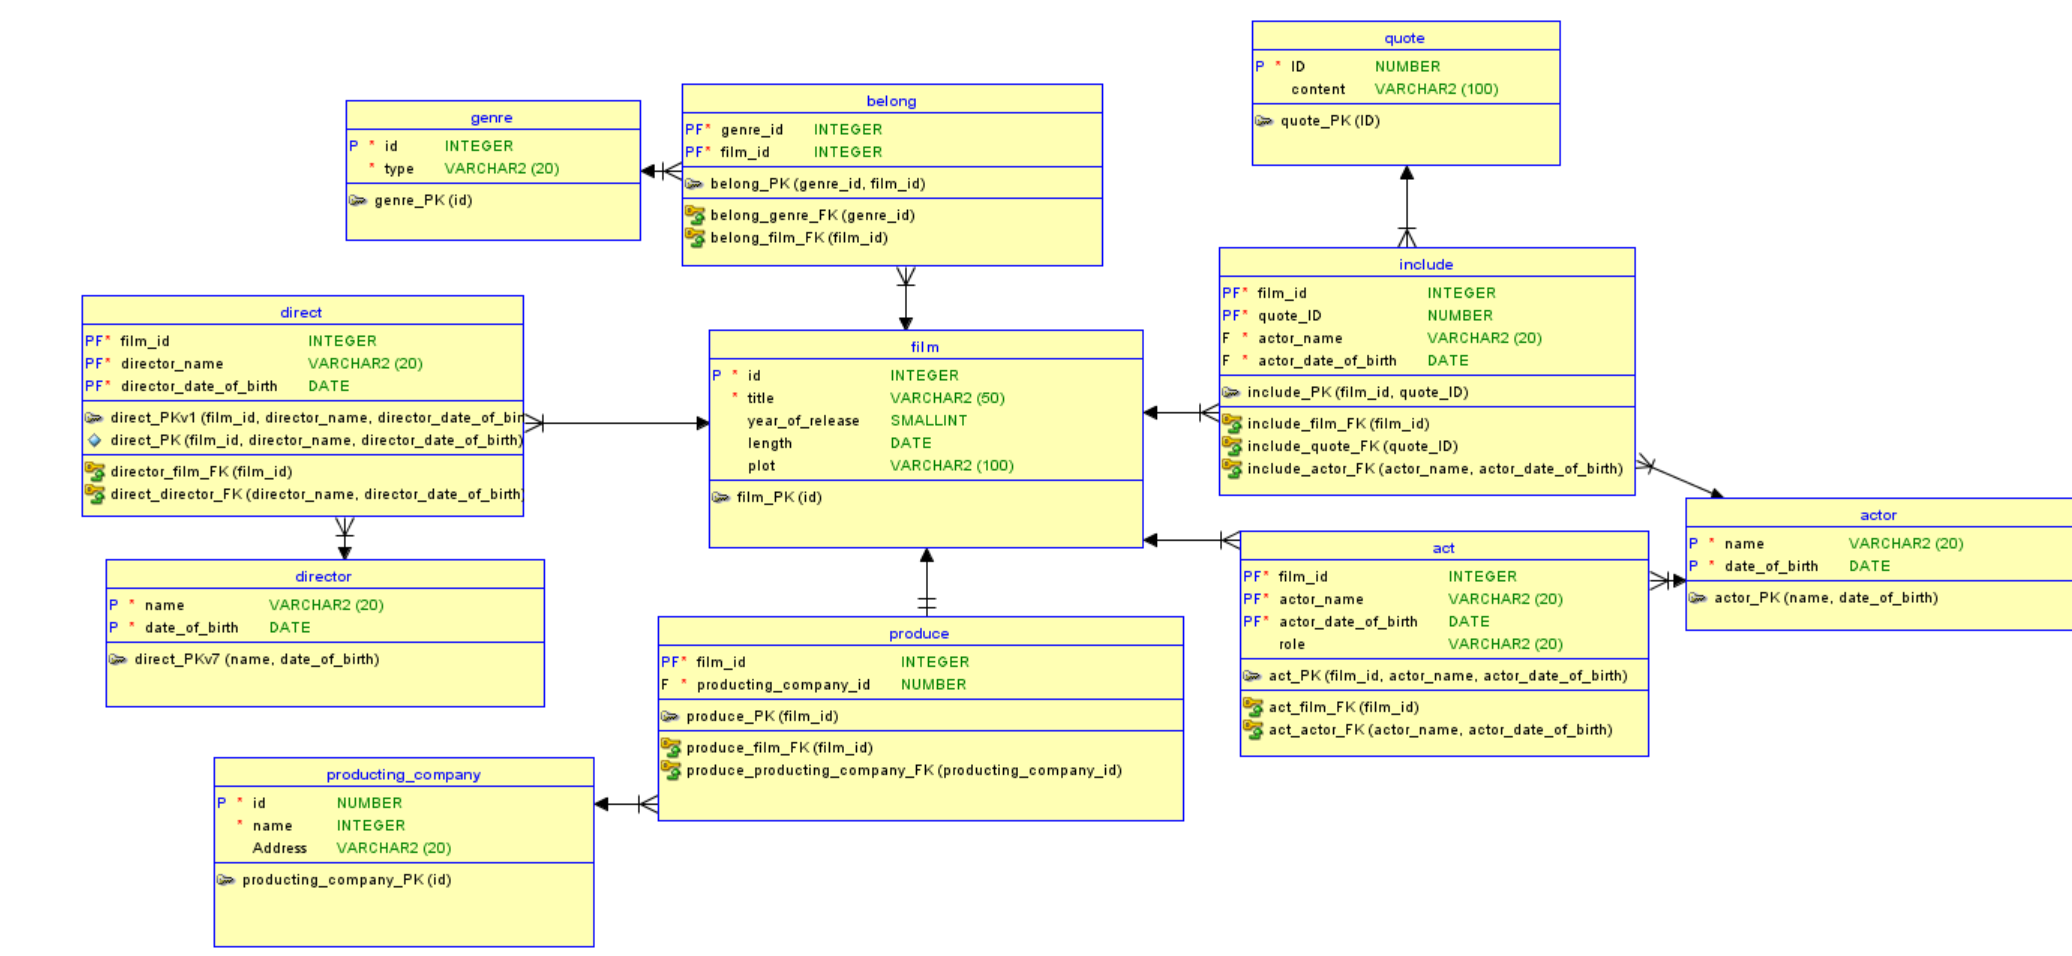 quote
P * ID NUMBER
content VARCHAR2 (100)
quote_PK (ID)
belong
PF* genre_id INTEGER
PF* film_id INTEGER
belong_PK (genre_id, film_id)
belong_genre_FK (genre_id)
belong_film_FK (film_id)
genre
P * id INTEGER
* type VARCHAR2 (20)
genre_PK (id)
include
PF* film_id INTEGER
PF* quote_ID NUMBER
F * actor_name VARCHAR2 (20)
F * actor_date_of_birth DATE
include_PK (film_id, quote_ID)
include_film_FK (film_id)
include_quote_FK (quote_ID)
include_actor_FK (actor_name, actor_date_of_birth)
direct
PF* film_id INTEGER
PF* director_name VARCHAR2 (20)
PF* director_date_of_birth DATE
direct_PKv1 (film_id, director_name, director_date_of_bir
direct_PK (film_id, director_name, director_date_of_birth)
director_film_FK (film_id)
direct_director_FK (director_name, director_date_of_birth)
film
P * id INTEGER
* title VARCHAR2 (50)
year_of_release SMALLINT
length DATE
plot VARCHAR2 (100)
film_PK (id)
actor
P * name VARCHAR2 (20)
P * date_of_birth DATE
actor_PK (name, date_of_birth)
act
PF* film_id INTEGER
PF* actor_name VARCHAR2 (20)
PF* actor_date_of_birth DATE
role VARCHAR2 (20)
act_PK (film_id, actor_name, actor_date_of_birth)
act_film_FK (film_id)
act_actor_FK (actor_name, actor_date_of_birth)
director
P * name VARCHAR2 (20)
P * date_of_birth DATE
direct_PKv7 (name, date_of_birth)
produce
PF* film_id INTEGER
F * producting_company_id NUMBER
produce_PK (film_id)
produce_film_FK (film_id)
produce_producting_company_FK (producting_company_id)
producting_company
P * id NUMBER
* name INTEGER
Address VARCHAR2 (20)
producting_company_PK (id)